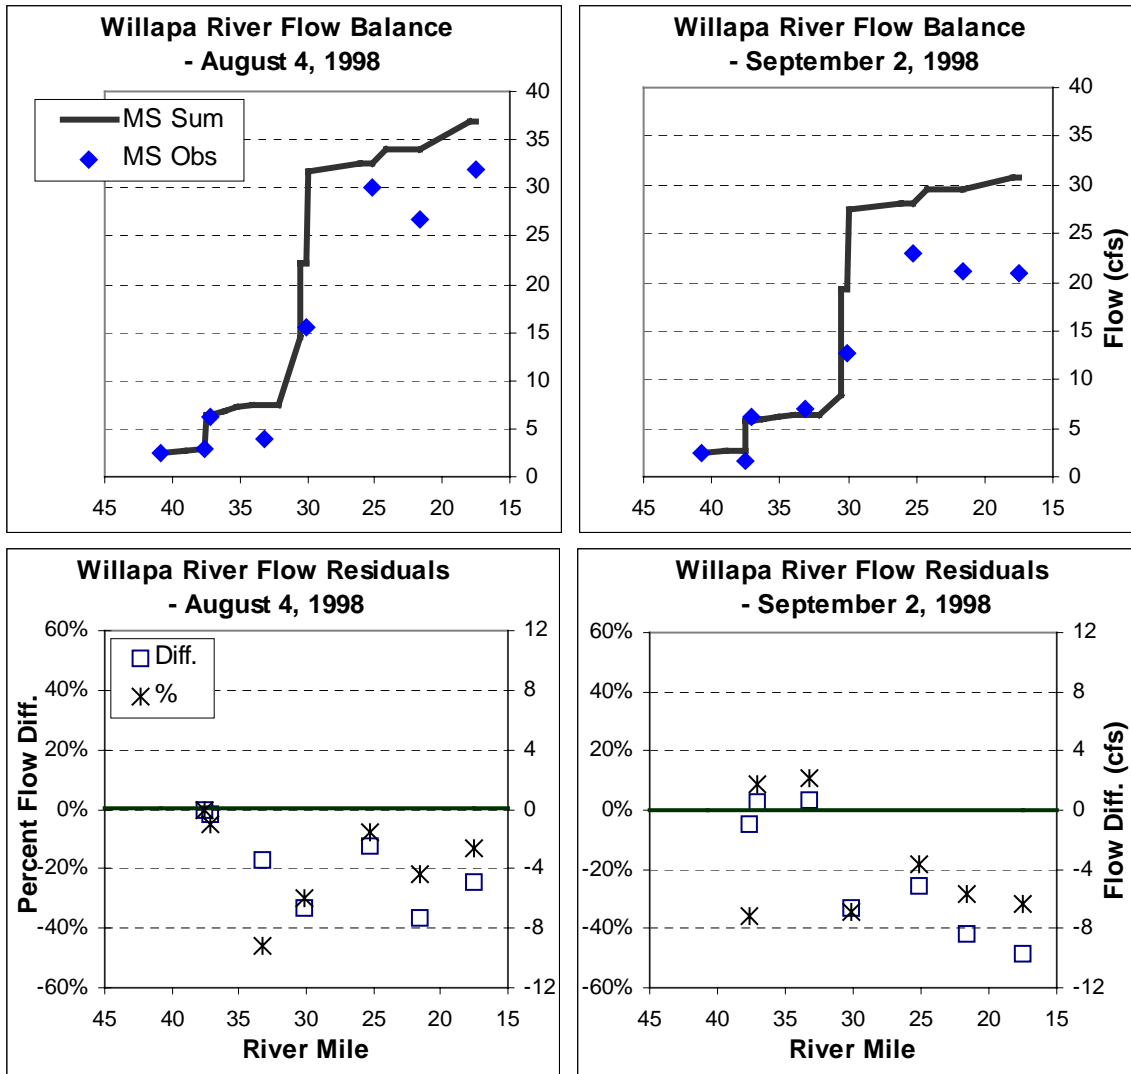 Willapa River Flow Balance
- August 4, 1998
MS Sum
MS Obs
40
35
30
25
20
15
10
5
0
45 40 35 30 25 20 15
Willapa River Flow Balance
- September 2, 1998
40
35
30
25
20
15
10
5
0
Flow (cfs)
45 40 35 30 25 20 15
Willapa River Flow Residuals
- August 4, 1998
Percent Flow Diff.
60%
40%
20%
0%
-20%
-40%
-60%
Diff.
%
12
8
4
0
-4
-8
-12
45 40 35 30 25 20 15
River Mile
Willapa River Flow Residuals
- September 2, 1998
60%
40%
20%
0%
-20%
-40%
-60%
12
8
4
0
-4
-8
-12
Flow Diff. (cfs)
45 40 35 30 25 20 15
River Mile